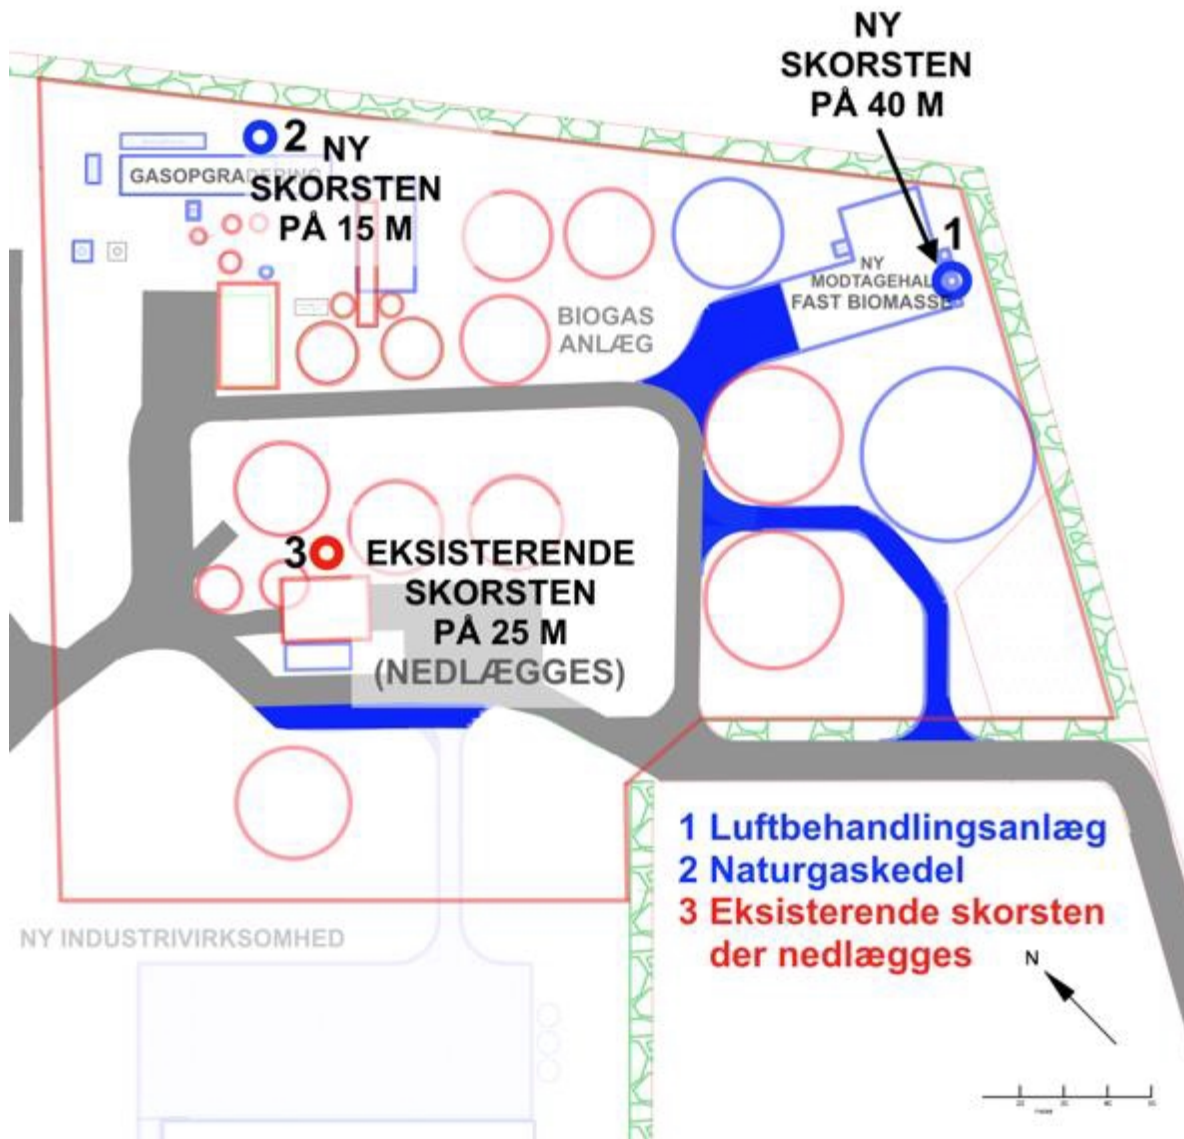 NY
SKORSTEN
PÅ 40 M
2
NY
SKORSTEN
PÅ 15 M
GASOPGRADERING
1
NY
MODTAGEHAL
FAST BIOMASSE
BIOGAS
ANLÆG
3
EKSISTERENDE
SKORSTEN
PÅ 25 M
(NEDLÆGGES)
1 Luftbehandlingsanlæg
2 Naturgaskedel
3 Eksisterende skorsten
der nedlægges
NY INDUSTRIVIRKSOMHED
N